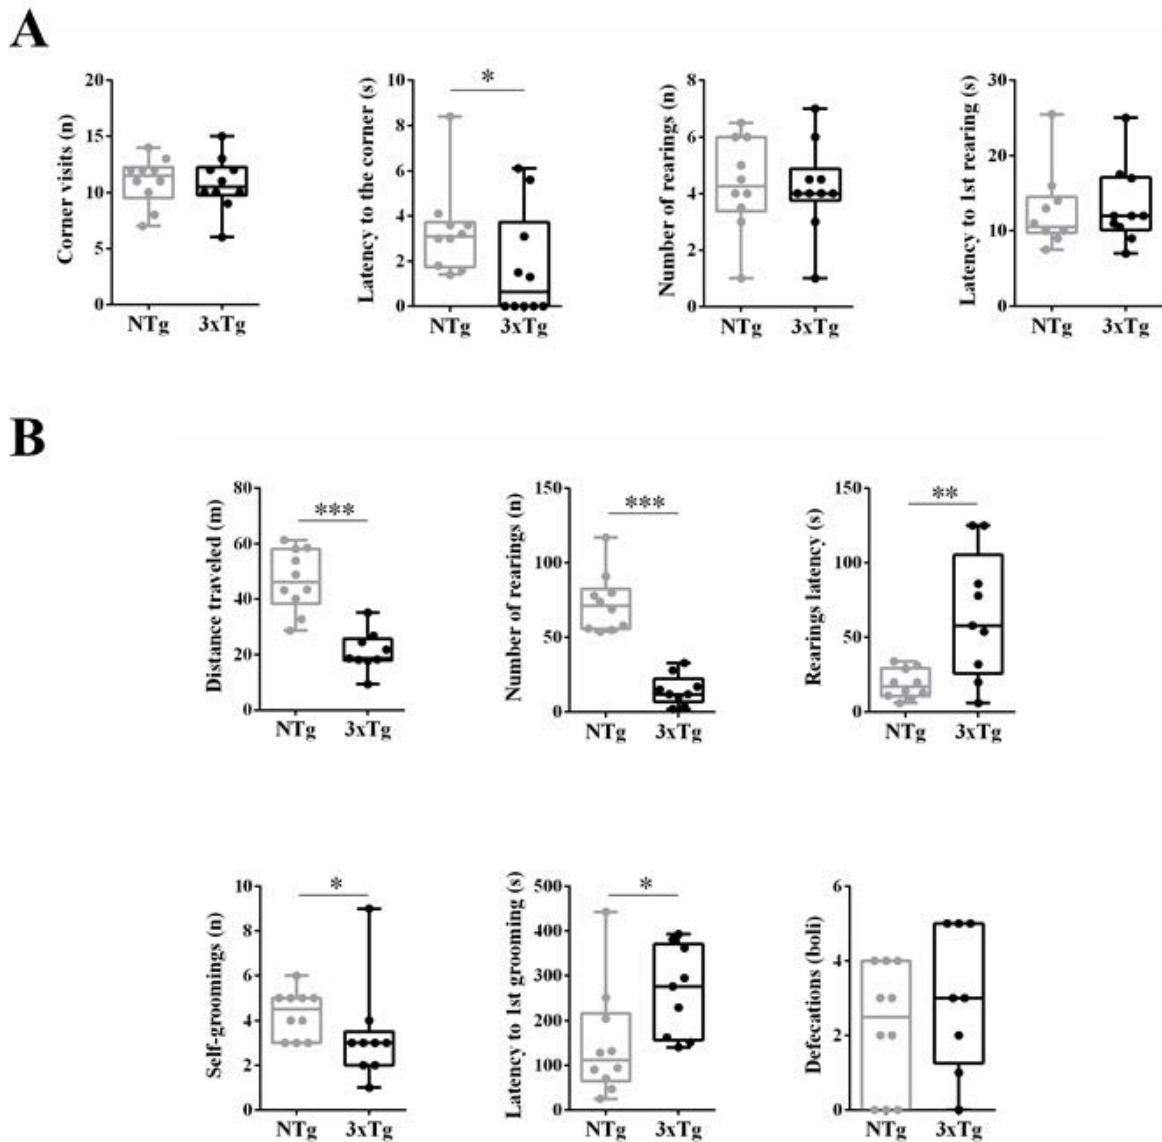 A
Corner visits (n)
20
15
10
5
0
NTg 3xTg
Latency to the corner (s)
*
10
8
6
4
2
0
NTg 3xTg
Number of rearings (n)
8
6
4
2
0
NTg 3xTg
Latency to 1st rearing (s)
30
20
10
0
NTg 3xTg
B
Distance traveled (m)
***
80
60
40
20
0
NTg 3xTg
Number of rearings (n)
***
150
100
50
0
NTg 3xTg
Rearings latency (s)
**
150
100
50
0
NTg 3xTg
Self-groomings (n)
*
10
8
6
4
2
0
NTg 3xTg
Latency to 1st grooming (s)
*
500
400
300
200
100
0
NTg 3xTg
Defecations (boli)
6
4
2
0
NTg 3xTg